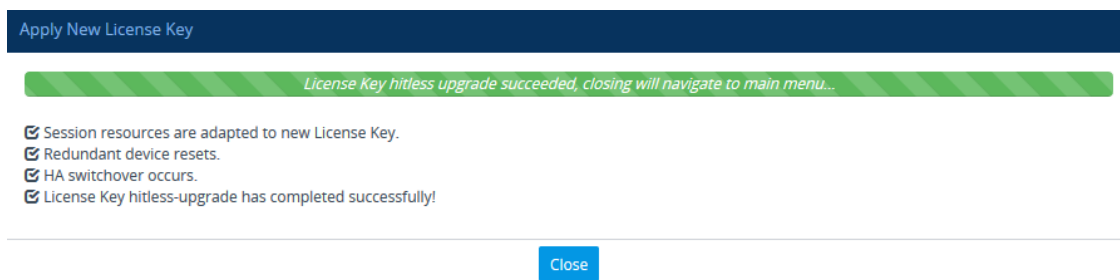 Apply New License Key
License Key hitless upgrade succeeded, closing will navigate to main menu...
Session resources are adapted to new License Key.
Redundant device resets.
HA switchover occurs.
License Key hitless-upgrade has completed successfully!
Close